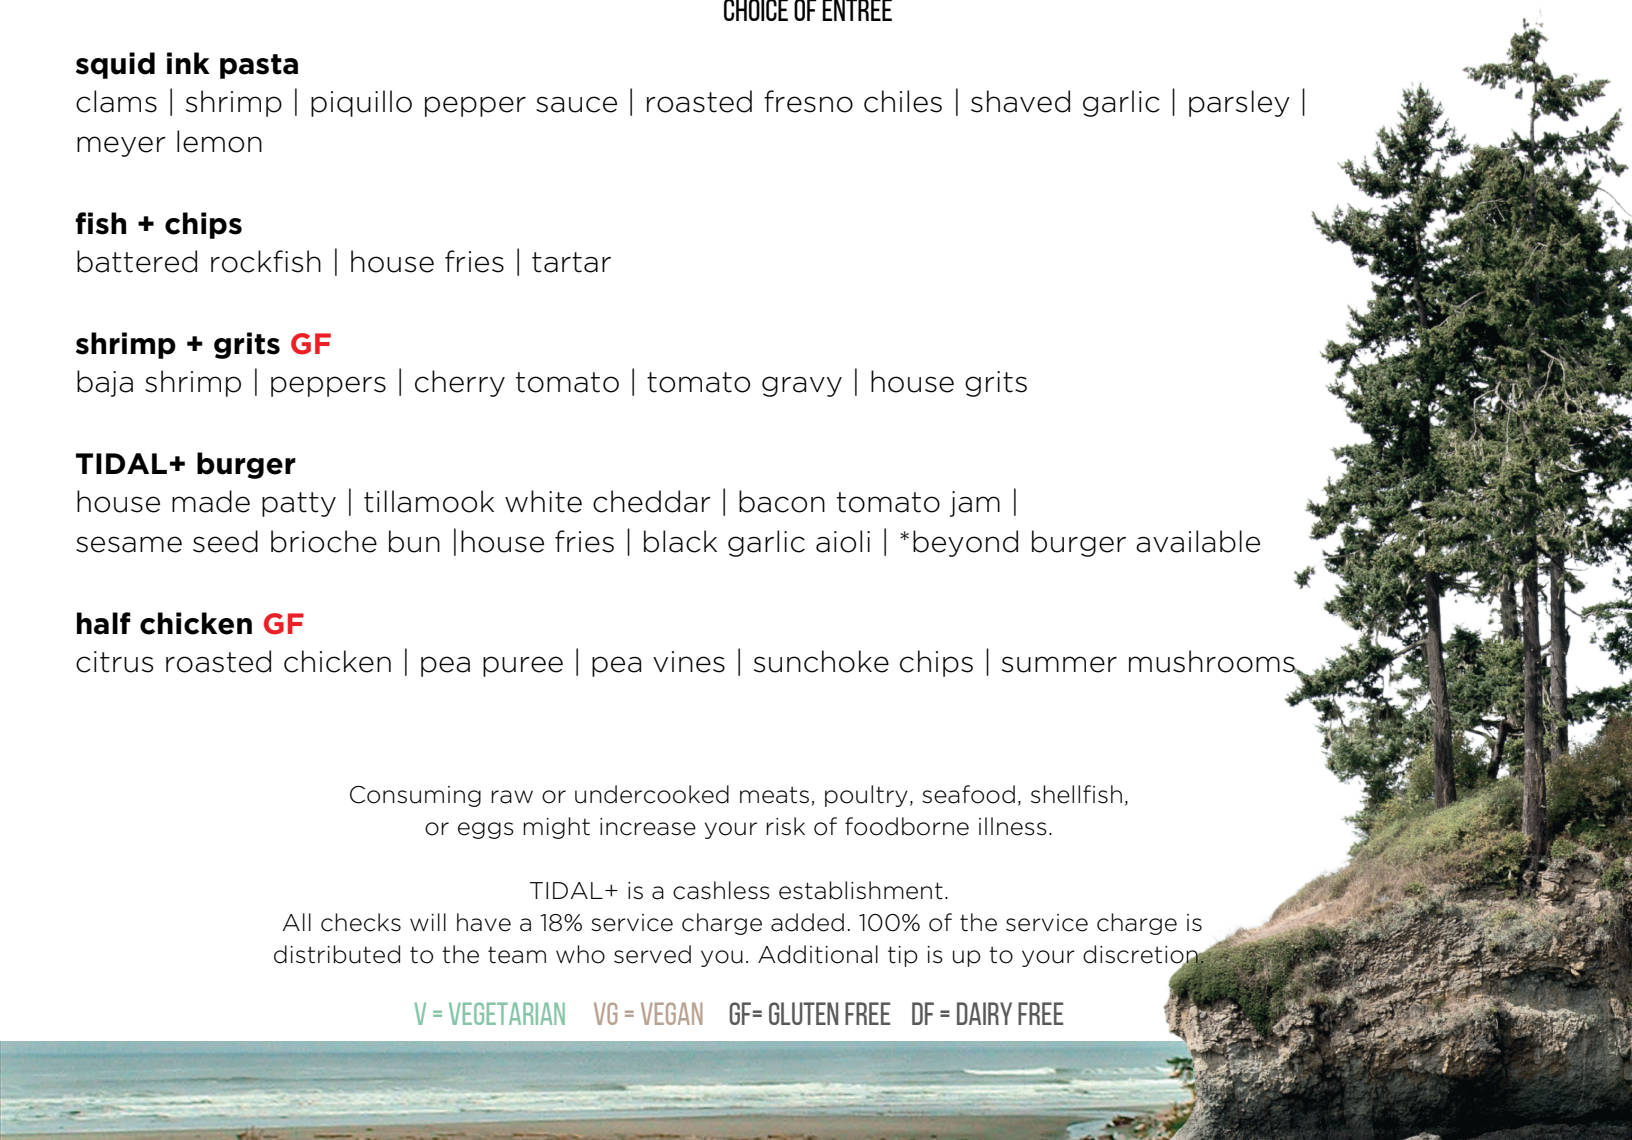 CHOICE OF ENTREE
squid ink pasta
clams | shrimp | piquillo pepper sauce | roasted fresno chiles | shaved garlic | parsley |
meyer lemon
fish + chips
battered rockfish | house fries | tartar
shrimp + grits GF
baja shrimp | peppers | cherry tomato | tomato gravy | house grits
TIDAL+ burger
house made patty | tillamook white cheddar | bacon tomato jam |
sesame seed brioche bun |house fries | black garlic aioli | *beyond burger available
half chicken GF
citrus roasted chicken | pea puree | pea vines | sunchoke chips | summer mushrooms
Consuming raw or undercooked meats, poultry, seafood, shellfish,
or eggs might increase your risk of foodborne illness.
TIDAL+ is a cashless establishment.
All checks will have a 18% service charge added. 100% of the service charge is
distributed to the team who served you. Additional tip is up to your discretion.
V = VEGETARIAN VG = VEGAN GF= GLUTEN FREE DF = DAIRY FREE